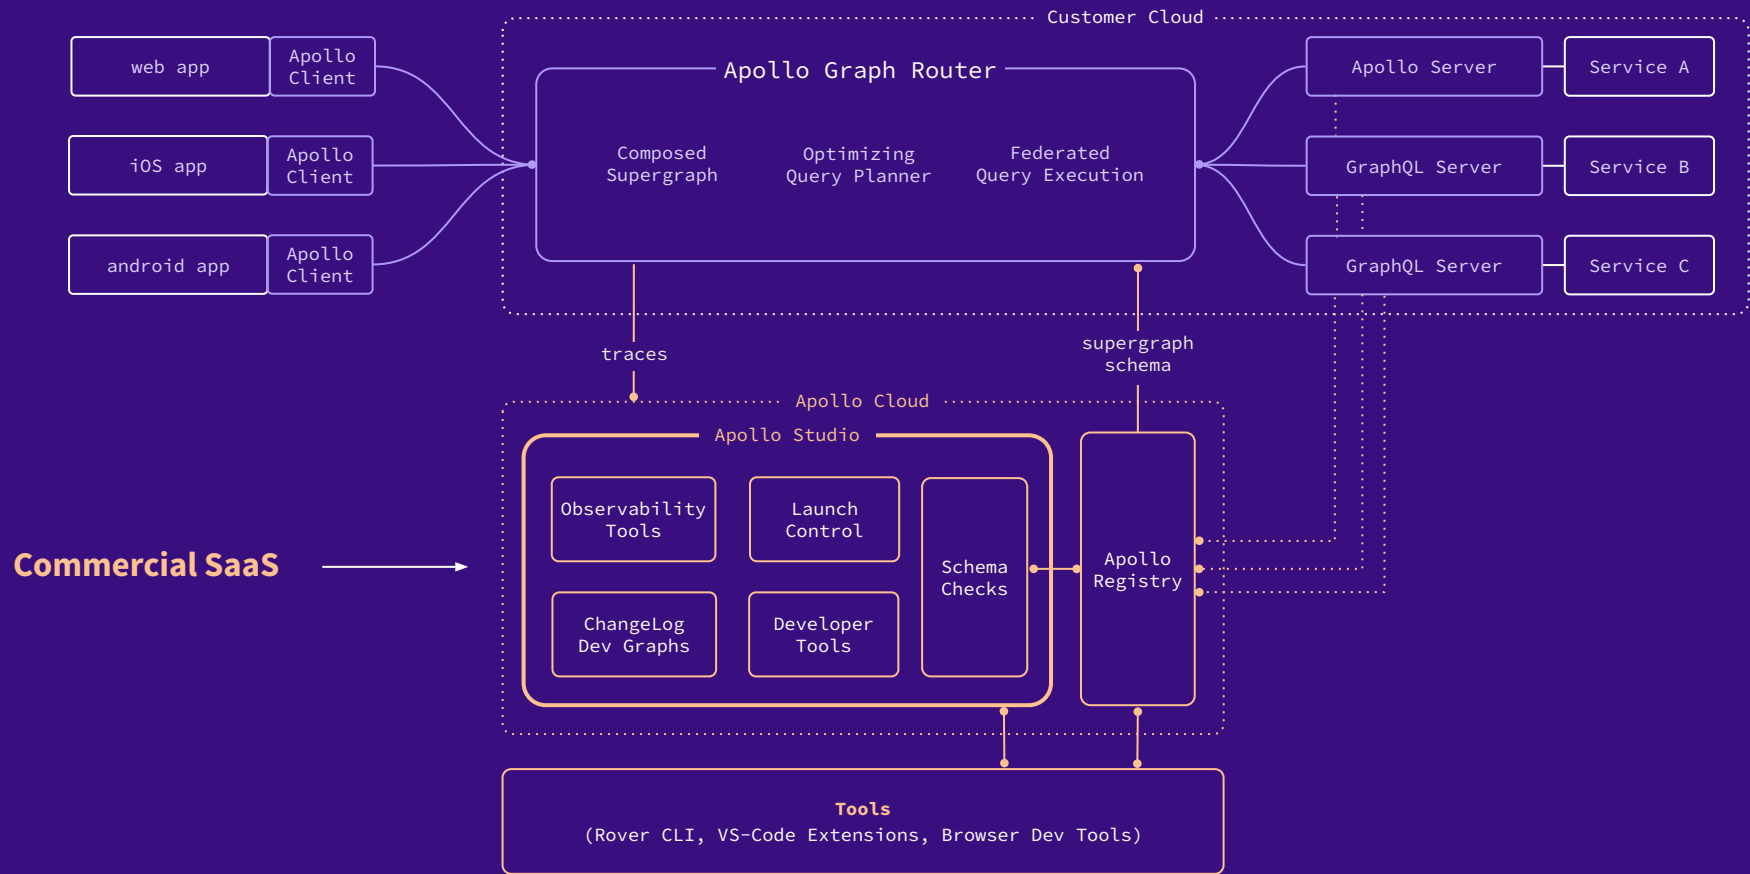 Customer Cloud
web app
Apollo
Client
iOS app
Apollo
Client
android app
Apollo
Client
Apollo Graph Router
Composed
Supergraph
Optimizing
Query Planner
Federated
Query Execution
Apollo Server
Service A
GraphQL Server
Service B
GraphQL Server
Service C
traces
supergraph
schema
Apollo Cloud
Apollo Studio
Observability
Tools
Launch
Control
ChangeLog
Dev Graphs
Developer
Tools
Schema
Checks
Apollo
Registry
Commercial SaaS
Tools
(Rover CLI, VS-Code Extensions, Browser Dev Tools)